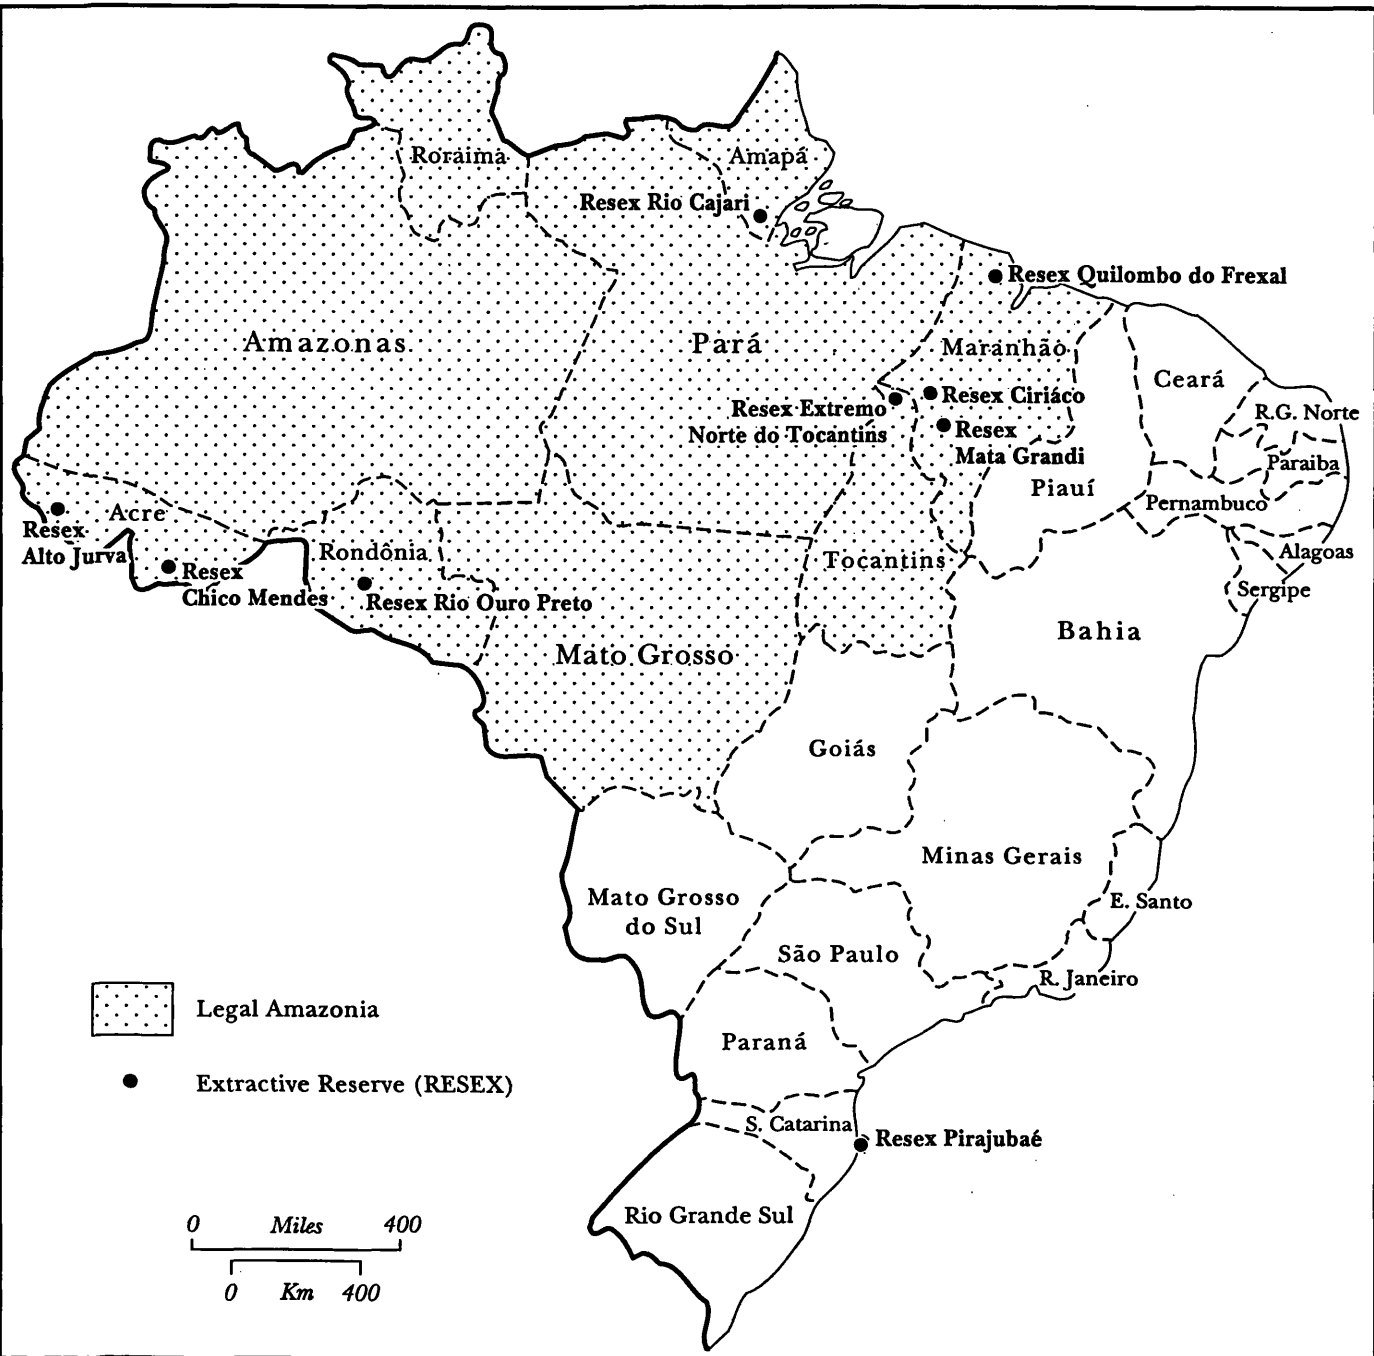 Roraima
Amapá
Resex Rio Cajari
Resex Quilombo do Frexal
Amazonas
Pará
Maranhão
Ceará
Resex Ciriáco
Resex Extremo
Norte do Tocantins
R.G. Norte
Resex
Mata Grandi
Paraiba
Piauí
Pernambuco
Acre
Resex
Alto Jurva
Rondônia
Tocantins
Alagoas
Resex
Chico Mendes
Resex Rio Ouro Preto
Sergipe
Bahia
Mato Grosso
Goiás
Minas Gerais
Mato Grosso
do Sul
E. Santo
São Paulo
R. Janeiro
Legal Amazonia
Paraná
Extractive Reserve (RESEX)
S. Catarina
Resex Pirajubaé
Rio Grande Sul
0 Miles 400
0 Km 400